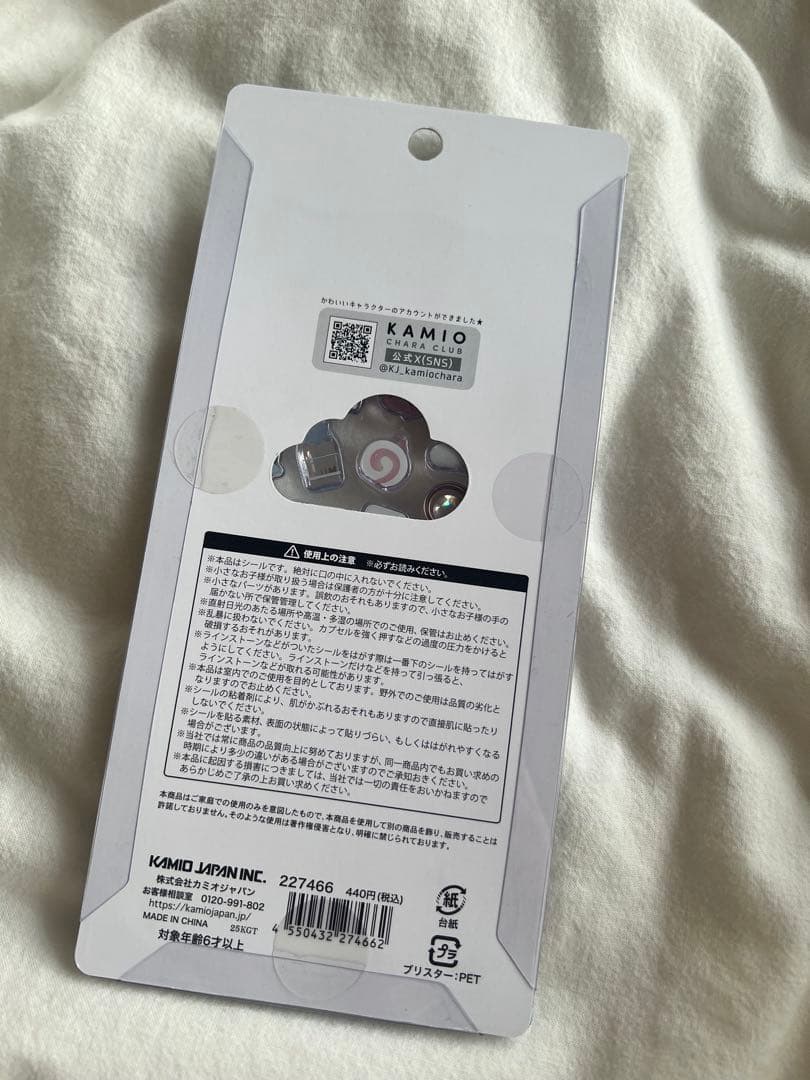 かわいいキャラクターのアカウントができました★
KAMIO
CHARA CLUB
公式X(SNS)
@KJ_kamiochara
使用上の注意 ※必ずお読みください。
※本品はシールです。絶対に口の中に入れないでください。
※小さなお子様が取り扱う場合は保護者の方が十分に注意してください。
※小さなパーツがあります。誤飲のおそれもありますので、小さなお子様の手の
届かない所で保管管理してください。
※直射日光のあたる場所や高温・多湿の場所でのご使用、保管はお止めください。
※乱暴に扱わないでください。カプセルを強く押すなどの過度の圧力をかけると
破損するおそれがあります。
※ラインストーンなどがついたシールをはがす際は一番下のシールを持ってはがす
ようにしてください。ラインストーンだけなどを持って引っ張ると、
ラインストーンなどが取れる可能性があります。
※本品は室内でのご使用を目的としております。野外でのご使用は品質の劣化と
なりますのでお止めください。
※シールの粘着剤により、肌がかぶれるおそれもありますので直接肌に貼ったり
しないでください。
※シールを貼る素材、表面の状態によって貼りづらい、もしくははがれやすくなる
場合がございます。
※当社では常に商品の品質向上に努めておりますが、同一商品内でもお買い求めの
時期により多少の違いがある場合がございますのでご承知おきください。
※本品に起因する損害につきましては、当社では一切の責任をおいかねますので
あらかじめご了承の上お買い求めください。
本商品はご家庭での使用のみを意図したもので、本商品を使用して別の商品を飾り、販売することは
許諾しておりません。そのような使用は著作権侵害となり、明確に禁じられております。
KAMIO JAPAN INC.
株式会社カミオジャパン
お客様相談室 0120-991-802
https://kamiojapan.jp/
MADE IN CHINA 25KGT
対象年齢6才以上
227466 440円(税込)
4 550432 274662
紙
台紙
プラ
ブリスター:PET